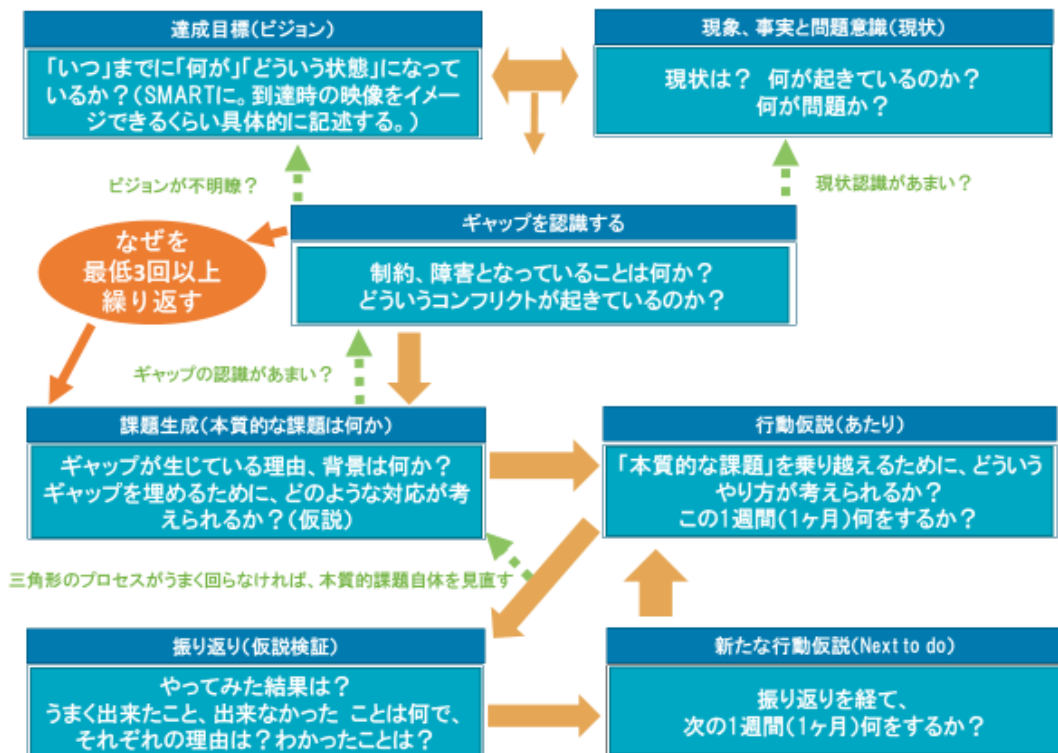 達成目標(ビジョン)
「いつ」までに「何が」「どういう状態」になって
いるか?(SMARTに。到達時の映像をイメー
ジできるくらい具体的に記述する。)
現象、事実と問題意識(現状)
現状は? 何が起きているのか?
何が問題か?
ビジョンが不明瞭?
現状認識があまい?
ギャップを認識する
制約、障害となっていることは何か?
どういうコンフリクトが起きているのか?
なぜを
最低3回以上
繰り返す
ギャップの認識があまい?
課題生成(本質的な課題は何か)
ギャップが生じている理由、背景は何か?
ギャップを埋めるために、どのような対応が考
えられるか?(仮説)
行動仮説(あたり)
「本質的な課題」を乗り越えるために、どういう
やり方が考えられるか?
この1週間(1ヶ月)何をするか?
三角形のプロセスがうまく回らなければ、本質的課題自体を見直す
振り返り(仮説検証)
やってみた結果は?
うまく出来たこと、出来なかった ことは何で、
それぞれの理由は?わかったことは?
新たな行動仮説(Next to do)
振り返りを経て、
次の1週間(1ヶ月)何をするか?